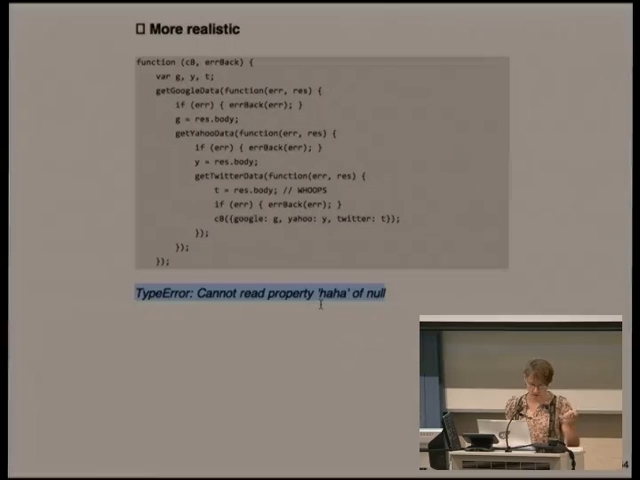 More realistic
function (cB, errBack) {
var g, y, t;
getGoogleData(function(err, res) {
if (err) { errBack(err); }
g = res.body;
getYahooData(function(err, res) {
if (err) { errBack(err); }
y = res.body;
getTwitterData(function(err, res) {
t = res.body; // WHOOPS
if (err) { errBack(err); }
cB({google: g, yahoo: y, twitter: t});
});
});
});
TypeError: Cannot read property 'haha' of null